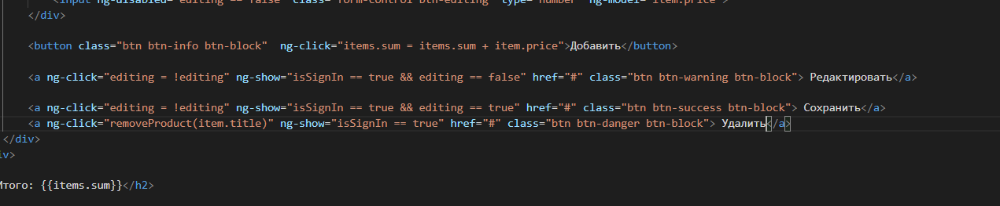 <input ng-disabled="editing == false" class="form-control btn-editing" type="number" ng-model="item.price">
</div>
<button class="btn btn-info btn-block"  ng-click="items.sum = items.sum + item.price">Добавить</button>
<a ng-click="editing = !editing" ng-show="isSignIn == true && editing == false" href="#" class="btn btn-warning btn-block"> Редактировать</a>
<a ng-click="editing = !editing" ng-show="isSignIn == true && editing == true" href="#" class="btn btn-success btn-block"> Сохранить</a>
<a ng-click="removeProduct(item.title)" ng-show="isSignIn == true" href="#" class="btn btn-danger btn-block"> Удалить</a>
</div>
iv>
Итого: {{items.sum}}</h2>